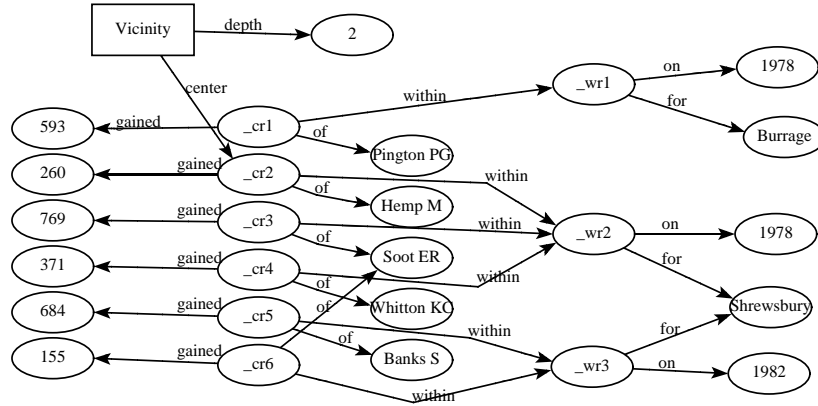 Vicinity
depth
2
center
_cr1
gained
593
of
Pington PG
within
_wr1
on
1978
for
Burrage
_cr2
gained
260
of
Hemp M
within
_cr3
gained
769
of
Soot ER
within
_wr2
on
1978
for
Shrewsbury
_cr4
gained
371
of
Whitton KC
within
_cr5
gained
684
of
Banks S
within
_wr3
for
on
1982
_cr6
gained
155
of
within